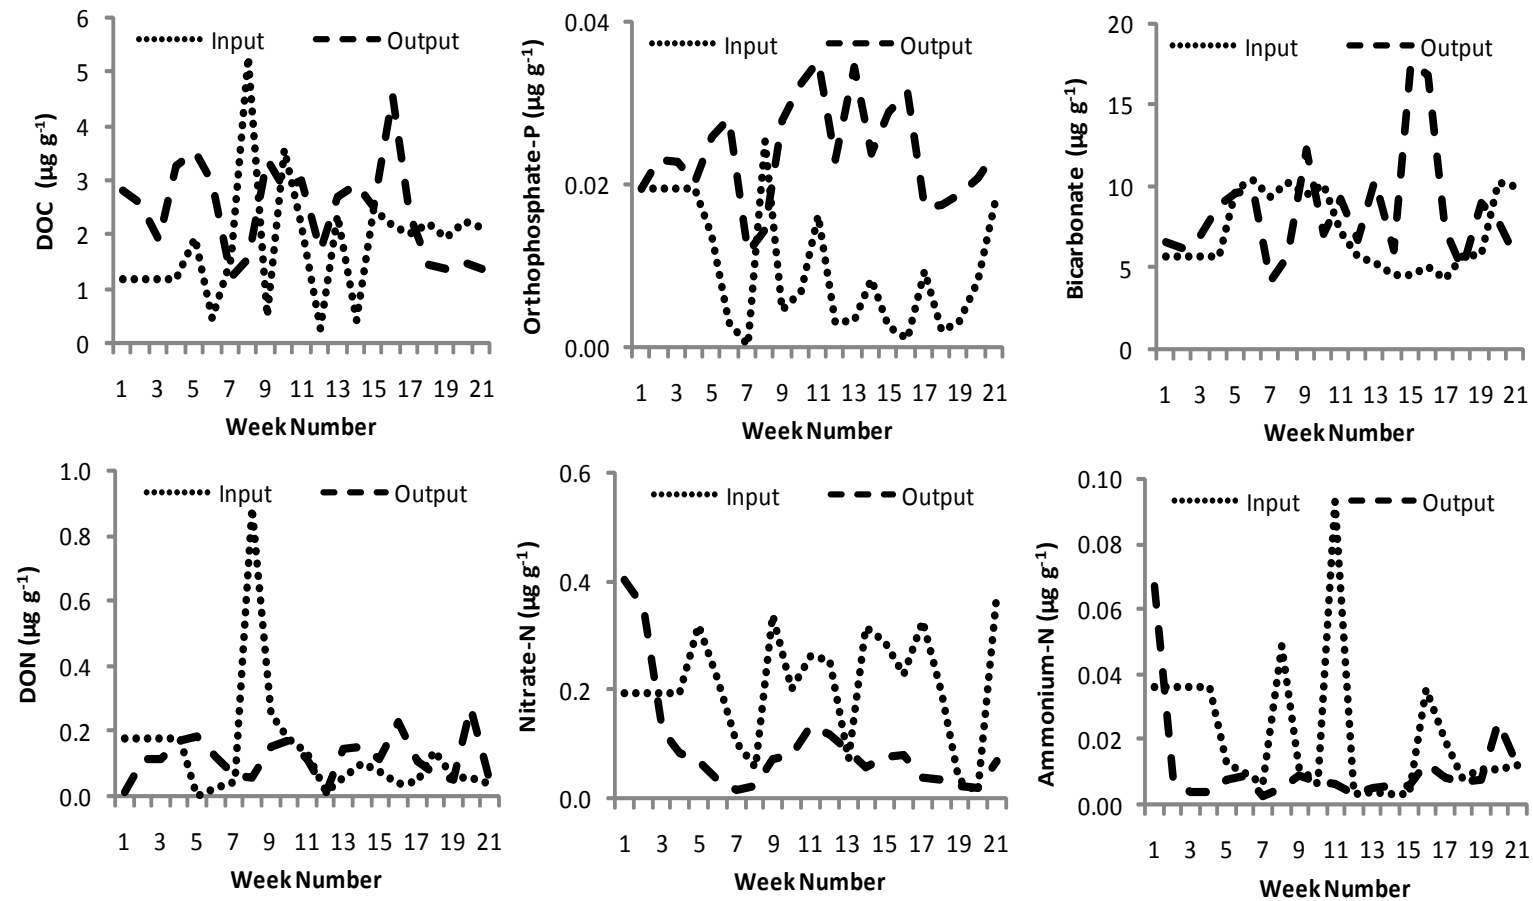 DOC (µg g-1)
6
5
4
3
2
1
0
Input
Output
1 3 5 7 9 11 13 15 17 19 21
Week Number
Orthophosphate-P (µg g-1)
0.04
0.02
0.00
Input
Output
1 3 5 7 9 11 13 15 17 19 21
Week Number
Bicarbonate (µg g-1)
20
15
10
5
0
Input
Output
1 3 5 7 9 11 13 15 17 19 21
Week Number
DON (µg g-1)
1.0
0.8
0.6
0.4
0.2
0.0
Input
Output
1 3 5 7 9 11 13 15 17 19 21
Week Number
Nitrate-N (µg g-1)
0.6
0.4
0.2
0.0
Input
Output
1 3 5 7 9 11 13 15 17 19 21
Week Number
Ammonium-N (µg g-1)
0.10
0.08
0.06
0.04
0.02
0.00
Input
Output
1 3 5 7 9 11 13 15 17 19 21
Week Number